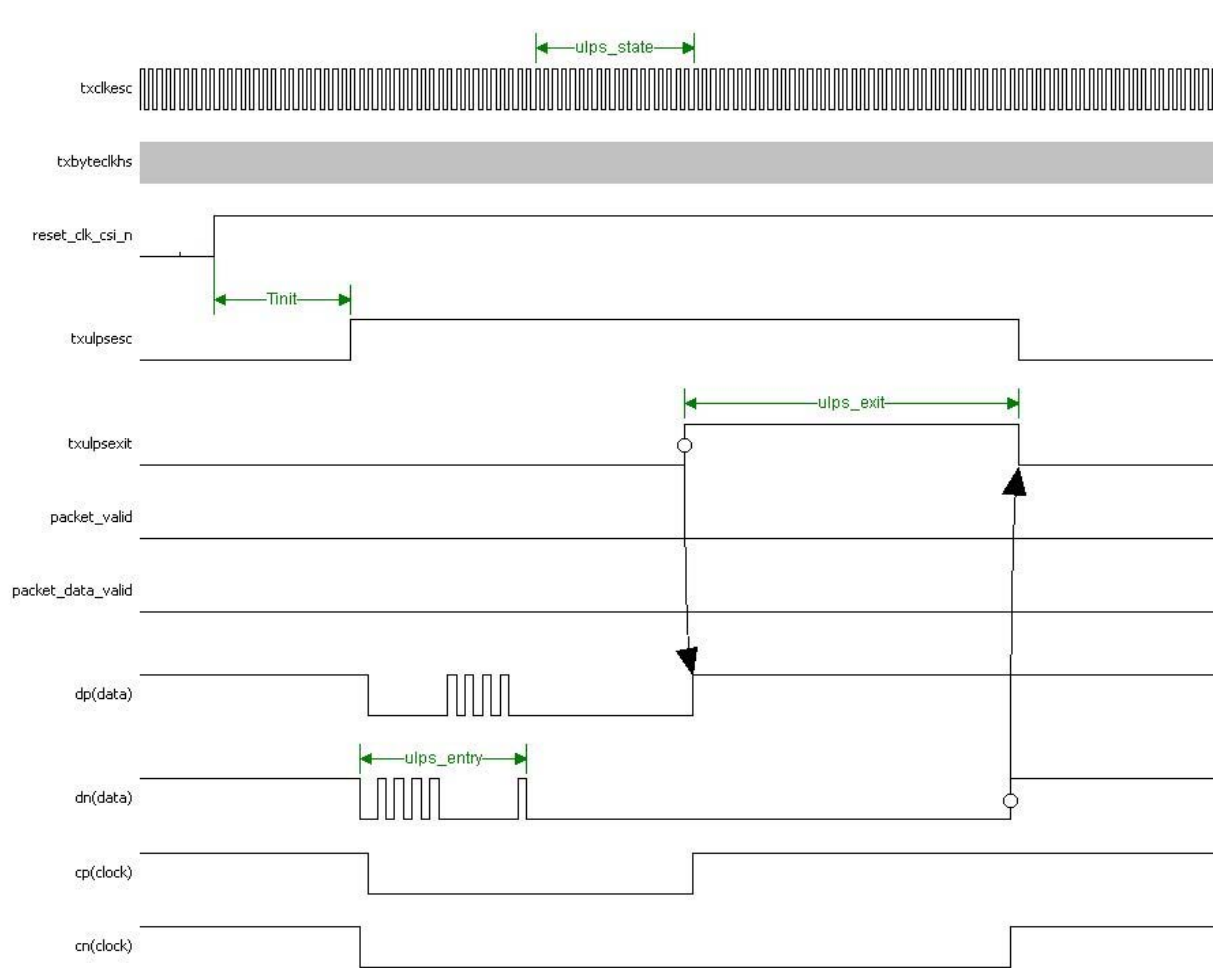 ulps_state
txclkesc
txbyteclkhs
reset_clk_csi_n
Tinit
txulpsesc
ulps_exit
txulpsexit
packet_valid
packet_data_valid
dp(data)
ulps_entry
dn(data)
cp(clock)
cn(clock)